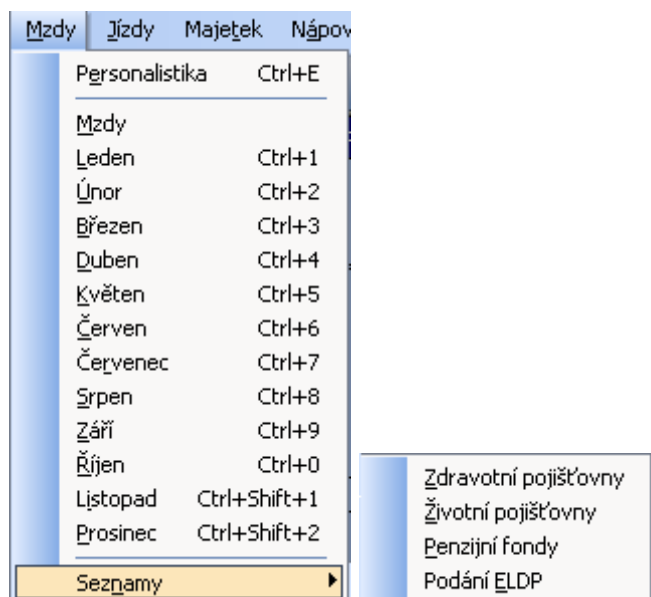 Mzdy Jízdy Majetek Nápov
Personalistika Ctrl+E
Mzdy
Leden Ctrl+1
Únor Ctrl+2
Březen Ctrl+3
Duben Ctrl+4
Květen Ctrl+5
Červen Ctrl+6
Červenec Ctrl+7
Srpen Ctrl+8
Září Ctrl+9
Říjen Ctrl+0
Listopad Ctrl+Shift+1
Prosinec Ctrl+Shift+2
Seznamy
Zdravotní pojišťovny
Životní pojišťovny
Penzijní fondy
Podání ELDP